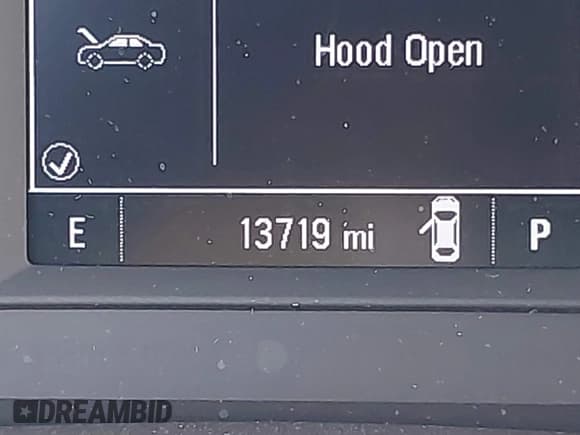 Hood Open
E 13719 mi P
DREAMBID